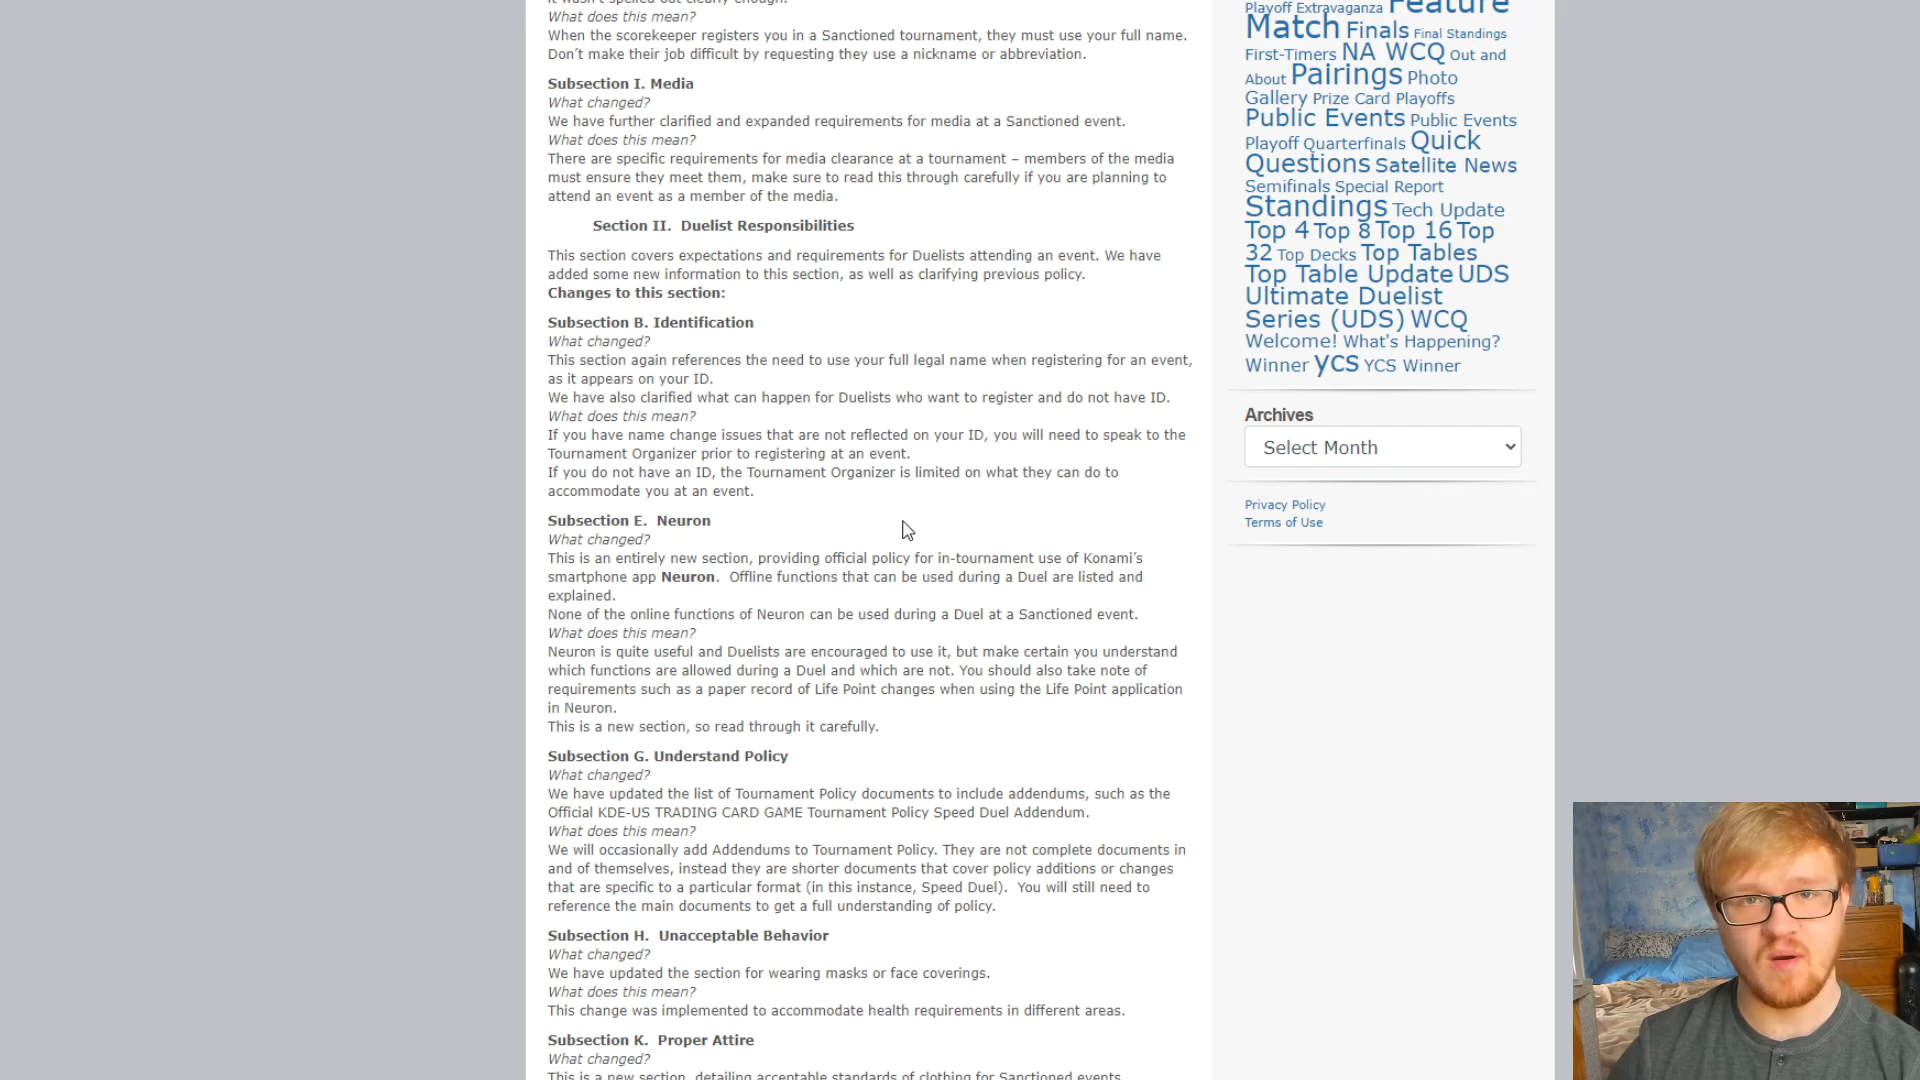 it wasn't spelled out clearly enough.
What does this mean?
When the scorekeeper registers you in a Sanctioned tournament, they must use your full name.
Don't make their job difficult by requesting they use a nickname or abbreviation.
Subsection I. Media
What changed?
We have further clarified and expanded requirements for media at a Sanctioned event.
What does this mean?
There are specific requirements for media clearance at a tournament – members of the media
must ensure they meet them, make sure to read this through carefully if you are planning to
attend an event as a member of the media.
Section II.  Duelist Responsibilities
This section covers expectations and requirements for Duelists attending an event. We have
added some new information to this section, as well as clarifying previous policy.
Changes to this section:
Subsection B. Identification
What changed?
This section again references the need to use your full legal name when registering for an event,
as it appears on your ID.
We have also clarified what can happen for Duelists who want to register and do not have ID.
What does this mean?
If you have name change issues that are not reflected on your ID, you will need to speak to the
Tournament Organizer prior to registering at an event.
If you do not have an ID, the Tournament Organizer is limited on what they can do to
accommodate you at an event.
Subsection E.  Neuron
What changed?
This is an entirely new section, providing official policy for in-tournament use of Konami's
smartphone app Neuron.  Offline functions that can be used during a Duel are listed and
explained.
None of the online functions of Neuron can be used during a Duel at a Sanctioned event.
What does this mean?
Neuron is quite useful and Duelists are encouraged to use it, but make certain you understand
which functions are allowed during a Duel and which are not. You should also take note of
requirements such as a paper record of Life Point changes when using the Life Point application
in Neuron.
This is a new section, so read through it carefully.
Subsection G. Understand Policy
What changed?
We have updated the list of Tournament Policy documents to include addendums, such as the
Official KDE-US TRADING CARD GAME Tournament Policy Speed Duel Addendum.
What does this mean?
We will occasionally add Addendums to Tournament Policy. They are not complete documents in
and of themselves, instead they are shorter documents that cover policy additions or changes
that are specific to a particular format (in this instance, Speed Duel).  You will still need to
reference the main documents to get a full understanding of policy.
Subsection H.  Unacceptable Behavior
What changed?
We have updated the section for wearing masks or face coverings.
What does this mean?
This change was implemented to accommodate health requirements in different areas.
Subsection K.  Proper Attire
What changed?
This is a new section, detailing acceptable standards of clothing for Sanctioned events.
Playoff Extravaganza Feature
Match Finals Final Standings
First-Timers NA WCQ Out and
About Pairings Photo
Gallery Prize Card Playoffs
Public Events Public Events
Playoff Quarterfinals Quick
Questions Satellite News
Semifinals Special Report
Standings Tech Update
Top 4 Top 8 Top 16 Top
32 Top Decks Top Tables
Top Table Update UDS
Ultimate Duelist
Series (UDS) WCQ
Welcome! What's Happening?
Winner ycs YCS Winner
Archives
Select Month
Privacy Policy
Terms of Use